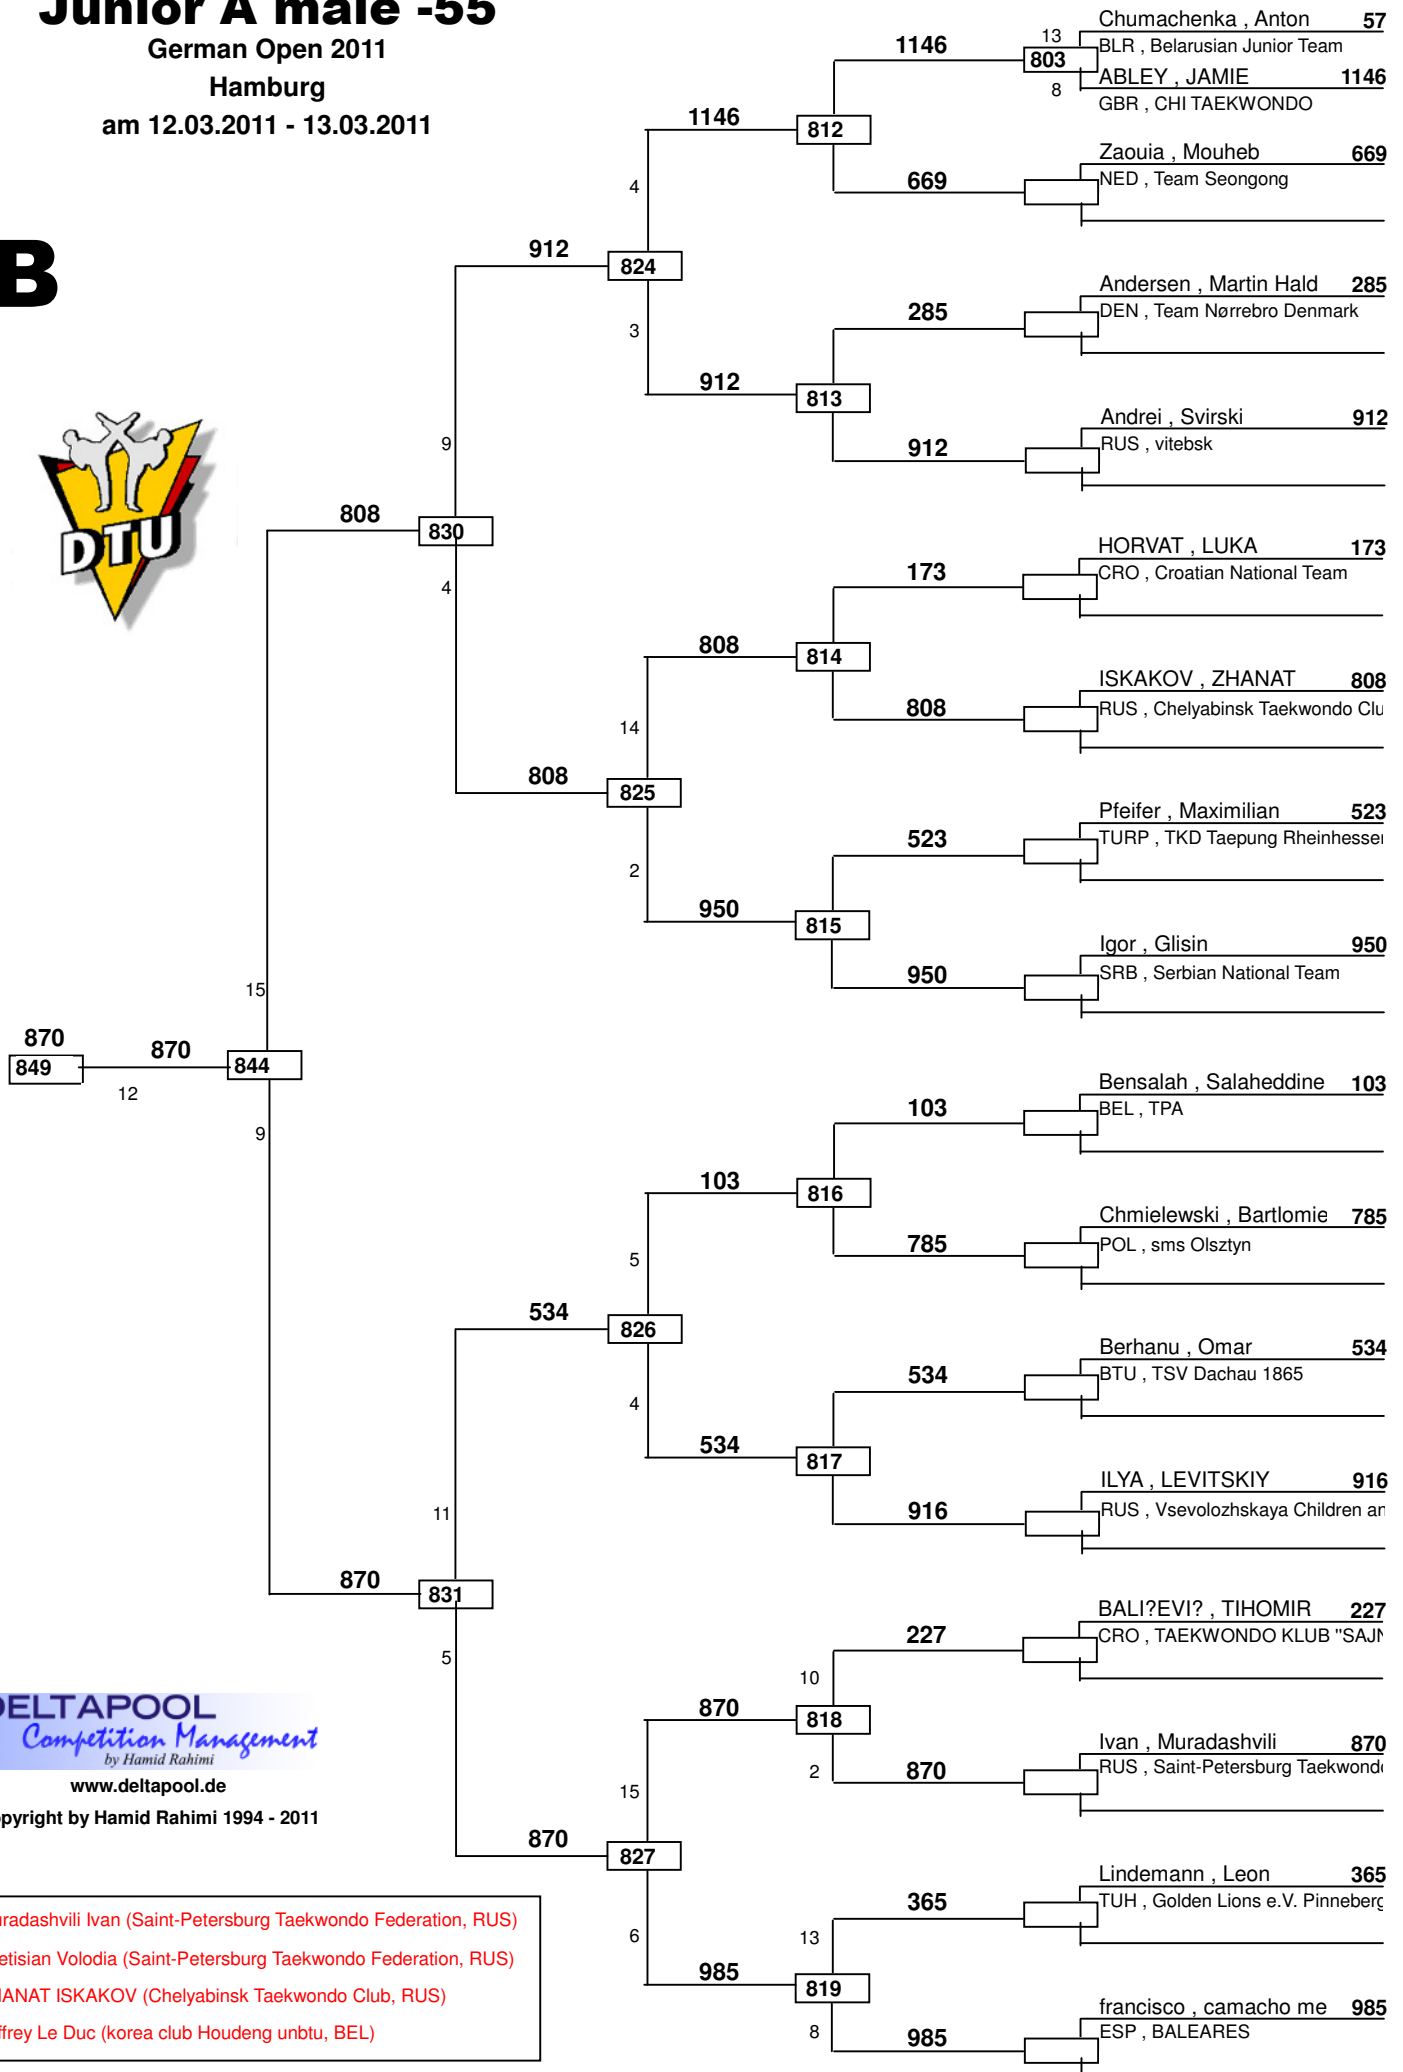 Junior A male -55
German Open 2011
Hamburg
am 12.03.2011 - 13.03.2011
B
DTU
Chumachenka , Anton 57
13
1146
803
BLR , Belarusian Junior Team
ABLEY , JAMIE 1146
8
GBR , CHI TAEKWONDO
1146
812
Zaouia , Mouheb 669
669
NED , Team Seongong
4
912
824
Andersen , Martin Hald 285
285
DEN , Team Nørrebro Denmark
3
912
813
Andrei , Svirski 912
912
RUS , vitebsk
9
808
830
HORVAT , LUKA 173
173
CRO , Croatian National Team
4
808
814
ISKAKOV , ZHANAT 808
808
RUS , Chelyabinsk Taekwondo Clu
14
808
825
Pfeifer , Maximilian 523
523
TURP , TKD Taepung Rheinhessen
2
950
815
Igor , Glisin 950
950
SRB , Serbian National Team
15
870
849
870
844
12
9
Bensalah , Salaheddine 103
103
BEL , TPA
103
816
Chmielewski , Bartlomie 785
785
POL , sms Olsztyn
5
534
826
Berhanu , Omar 534
534
BTU , TSV Dachau 1865
4
534
817
ILYA , LEVITSKIY 916
916
RUS , Vsevolozhskaya Children an
11
870
831
BALI?EVI? , TIHOMIR 227
227
CRO , TAEKWONDO KLUB "SAJN
5
10
870
818
Ivan , Muradashvili 870
2
870
RUS , Saint-Petersburg Taekwondo
15
870
827
Lindemann , Leon 365
365
TUH , Golden Lions e.V. Pinneberg
13
6
985
819
francisco , camacho me 985
8
985
ESP , BALEARES
DELTAPOOL
Competition Management
by Hamid Rahimi
www.deltapool.de
opyright by Hamid Rahimi 1994 - 2011
uradashvili Ivan (Saint-Petersburg Taekwondo Federation, RUS)
etisian Volodia (Saint-Petersburg Taekwondo Federation, RUS)
HANAT ISKAKOV (Chelyabinsk Taekwondo Club, RUS)
ffrey Le Duc (korea club Houdeng unbtu, BEL)